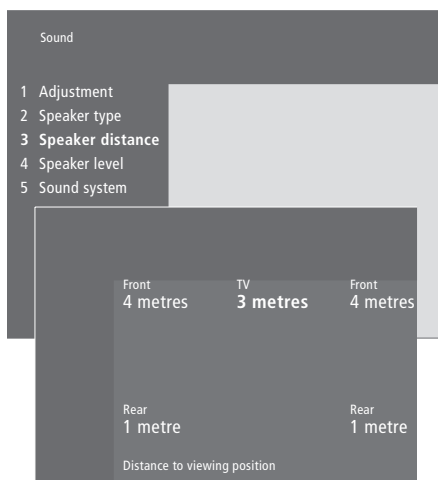 Sound
1 Adjustment
2 Speaker type
3 Speaker distance
4 Speaker level
5 Sound system
Front TV Front
4 metres 3 metres 4 metres
Rear Rear
1 metre 1 metre
Distance to viewing position